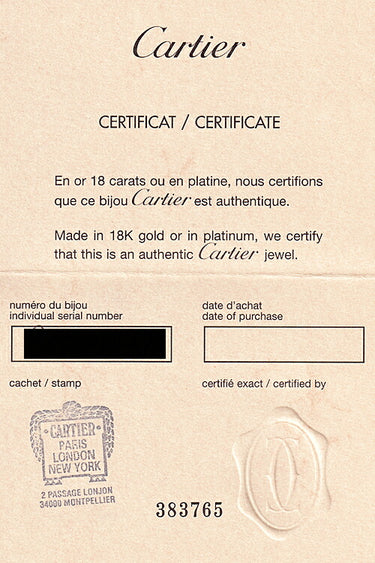 Cartier
CERTIFICAT / CERTIFICATE
En or 18 carats ou en platine, nous certifions
que ce bijou Cartier est authentique.
Made in 18K gold or in platinum, we certify
that this is an authentic Cartier jewel.
numéro du bijou
individual serial number
date d'achat
date of purchase
cachet / stamp
certifié exact / certified by
CARTIER
PARIS
LONDON
NEW YORK
2 PASSAGE LONJON
34000 MONTPELLIER
383765